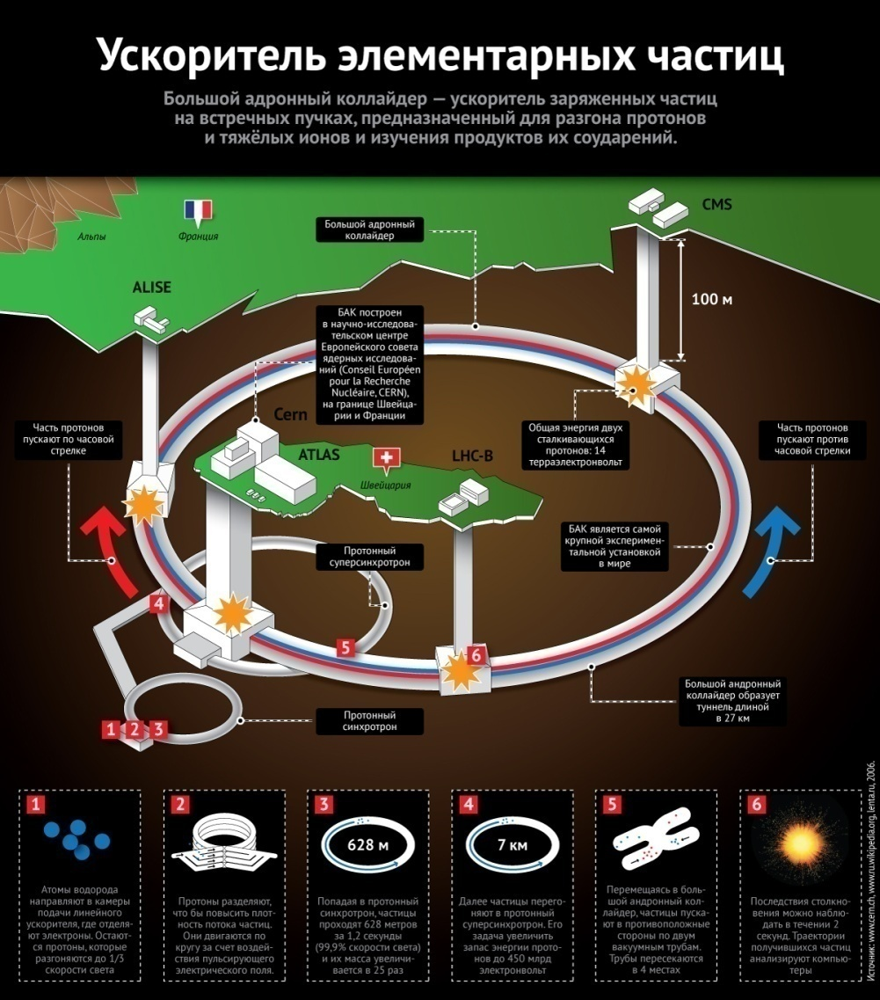 Ускоритель элементарных частиц
Большой адронный коллайдер — ускоритель заряженных частиц
на встречных пучках, предназначенный для разгона протонов
и тяжёлых ионов и изучения продуктов их соударений.
Альпы
Франция
Большой адронный
коллайдер
CMS
100 м
ALISE
БАК построен
в научно-исследова-
тельском центре
Европейского совета
ядерных исследова-
ний (Conseil Européen
pour la Recherche
Nucléaire, CERN),
на границе Швейца-
рии и Франции
Cern
ATLAS
Швейцария
LHC-B
Общая энергия двух
сталкивающихся
протонов: 14
терраэлектронвольт
Часть протонов
пускают по часовой
стрелке
Часть протонов
пускают против
часовой стрелки
БАК является самой
крупной эксперимен-
тальной установкой
в мире
Протонный
суперсинхротрон
4
5
6
Большой андронный
коллайдер образует
туннель длиной
в 27 км
Протонный
синхротрон
1 2 3
1
Атомы водорода
направляют в камеры
подачи линейного
ускорителя, где отделя-
ют электроны. Остают-
ся протоны, которые
разгоняются до 1/3
скорости света
2
Протоны разделяют,
что бы повысить плот-
ность потока частиц.
Они двигаются по
кругу за счет воздей-
ствия пульсирующего
электрического поля.
3
628 м
Попадая в протонный
синхротрон, частицы
проходят 628 метров
за 1,2 секунды
(99,9% скорости света)
и их масса увеличи-
вается в 25 раз
4
7 км
Далее частицы перего-
няют в протонный
суперсинхротрон. Его
задача увеличить
запас энергии прото-
нов до 450 млрд
электронвольт
5
Перемещаясь в боль-
шой андронный кол-
лайдер, частицы пуска-
ют в противоположные
стороны по двум
вакуумным трубам.
Трубы пересекаются
в 4 местах
6
Последствия столкно-
вения можно наблю-
дать в течении 2
секунд. Траектории
получившихся частиц
анализируют компью-
теры
Источник: www.cern.ch, www.ru.wikipedia.org, lenta.ru, 2006.